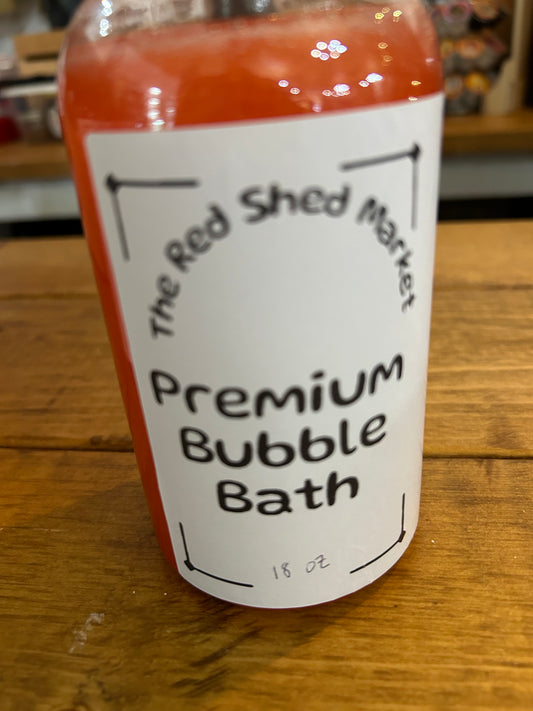 The Red Shed Market
Premium
Bubble
Bath
18 oz